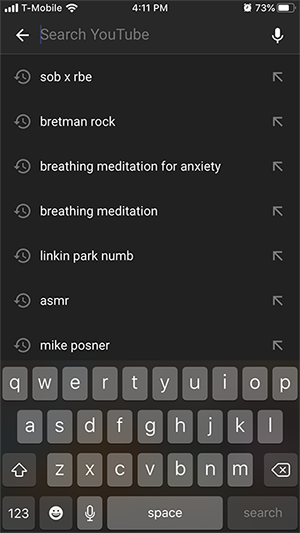 T-Mobile 4:11 PM 73%
Search YouTube
sob x rbe
bretman rock
breathing meditation for anxiety
breathing meditation
linkin park numb
asmr
mike posner
q w e r t y u i o p
a s d f g h j k l
z x c v b n m
123 space search